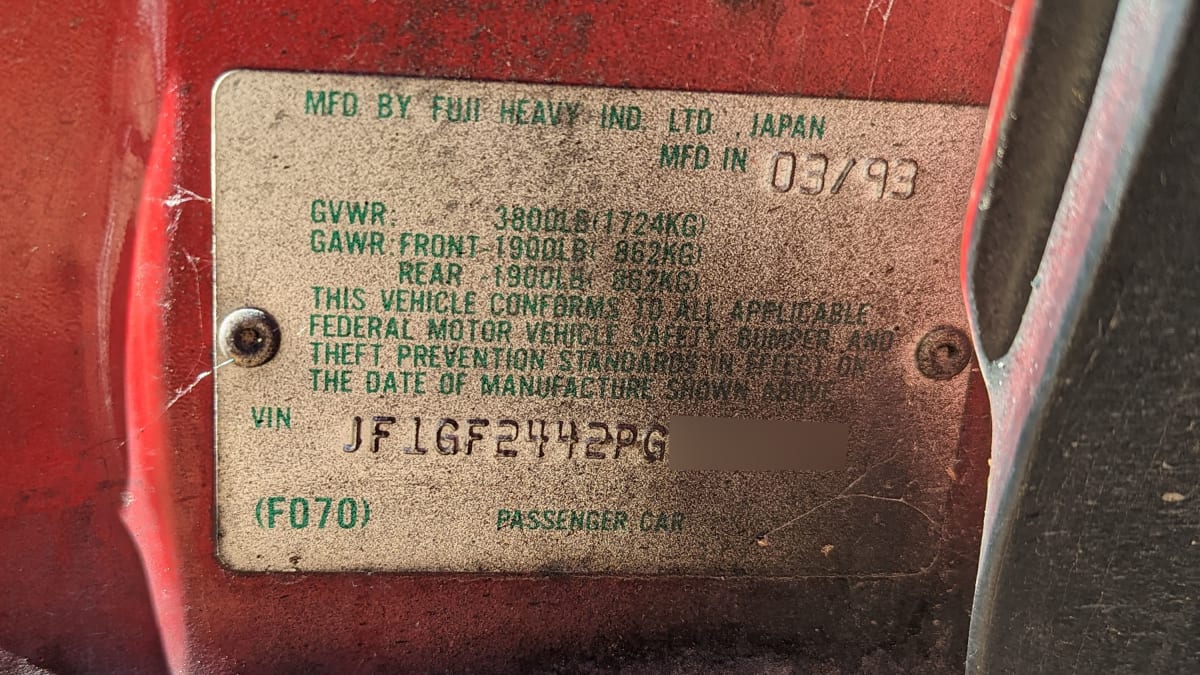 MFD BY FUJI HEAVY IND. LTD., JAPAN
MFD IN 03/93
GVWR: 3800LB(1724KG)
GAWR:FRONT-1900LB( 862KG)
REAR -1900LB( 862KG)
THIS VEHICLE CONFORMS TO ALL APPLICABLE
FEDERAL MOTOR VEHICLE SAFETY, BUMPER AND
THEFT PREVENTION STANDARDS IN EFFECT ON
THE DATE OF MANUFACTURE SHOWN ABOVE.
VIN JF1GF2442PG
(F070) PASSENGER CAR